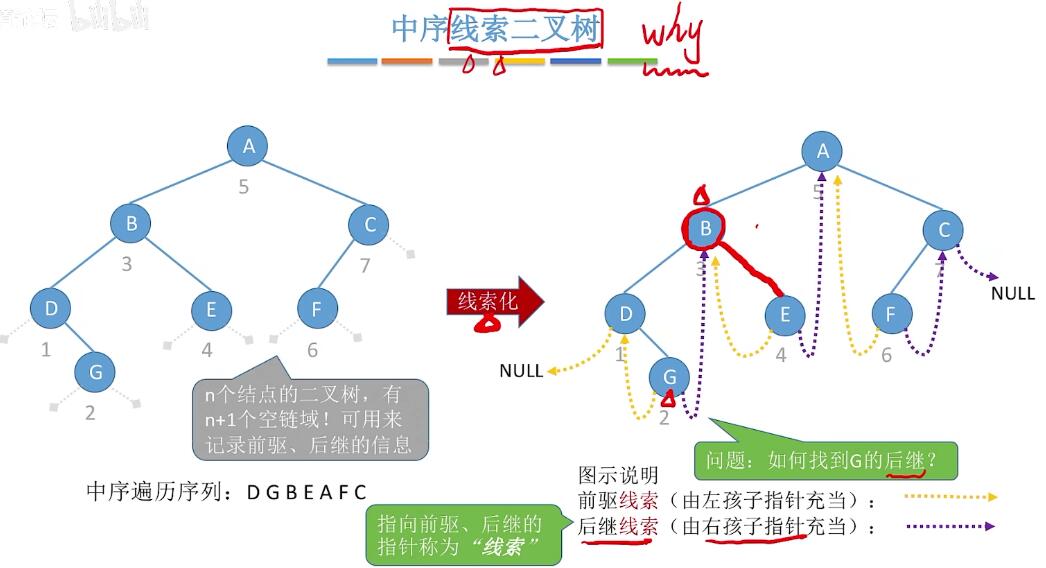 bilibili
中序线索二叉树
why
A
5
B
3
C
7
D
1
E
4
F
6
G
2
n个结点的二叉树，有
n+1个空链域！可用来
记录前驱、后继的信息
中序遍历序列：D G B E A F C
线索化
A
5
B
3
C
7
NULL
D
1
E
4
F
6
NULL
G
2
问题：如何找到G的后继？
图示说明
前驱线索（由左孩子指针充当）：
后继线索（由右孩子指针充当）：
指向前驱、后继的
指针称为“线索”